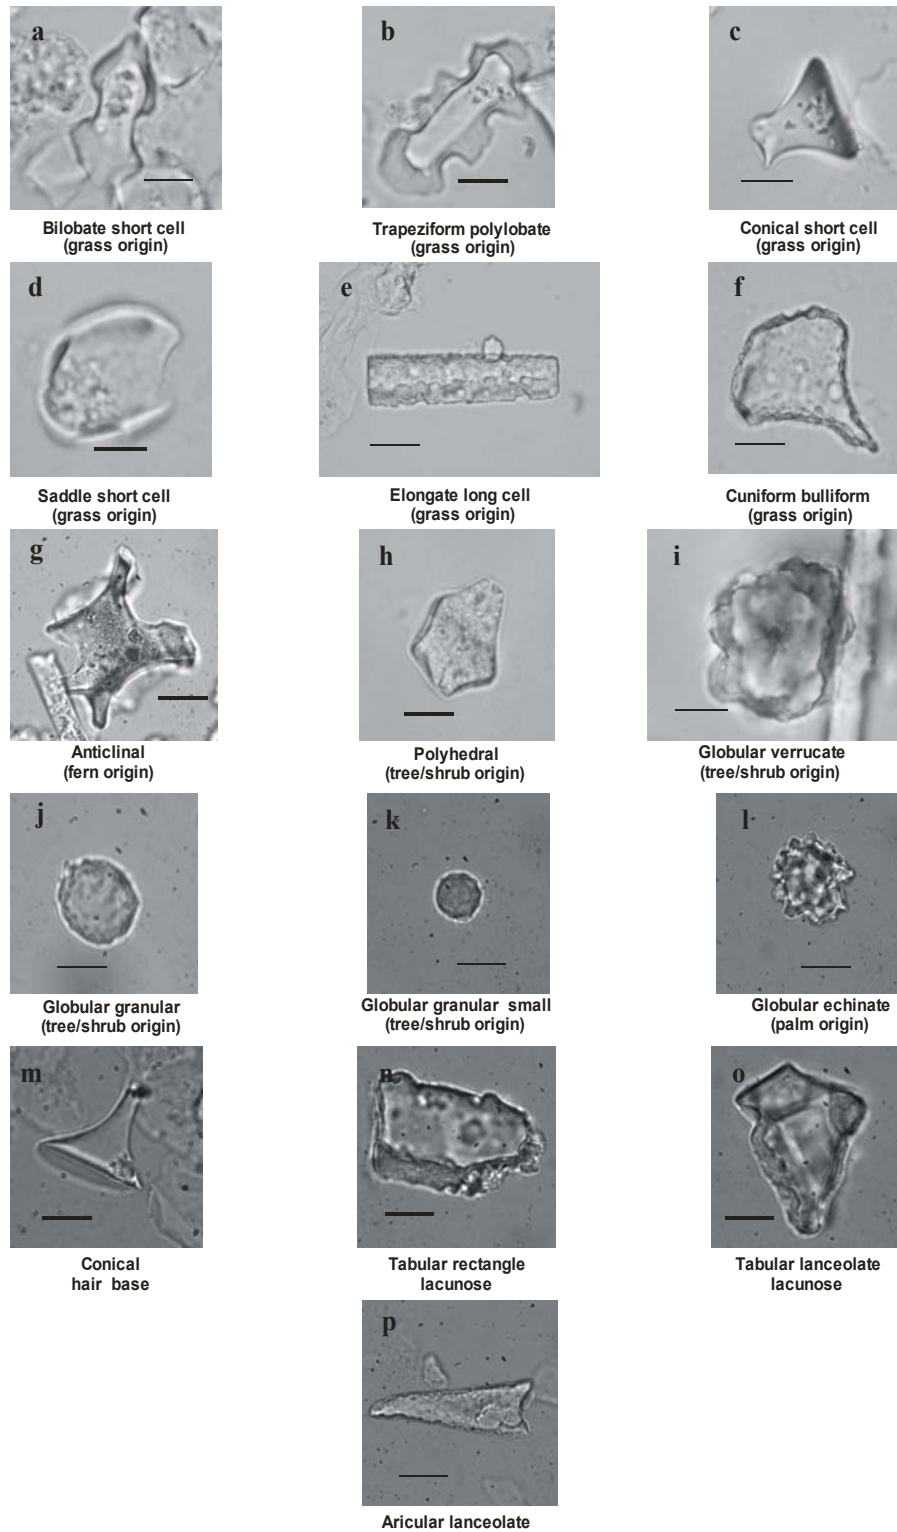 a
b
c
Bilobate short cell
(grass origin)
Trapeziform polylobate
(grass origin)
Conical short cell
(grass origin)
d
e
f
Saddle short cell
(grass origin)
Elongate long cell
(grass origin)
Cuniform bulliform
(grass origin)
g
h
i
Anticlinal
(fern origin)
Polyhedral
(tree/shrub origin)
Globular verrucate
(tree/shrub origin)
j
k
l
Globular granular
(tree/shrub origin)
Globular granular small
(tree/shrub origin)
Globular echinate
(palm origin)
m
n
o
Conical
hair base
Tabular rectangle
lacunose
Tabular lanceolate
lacunose
p
Aricular lanceolate